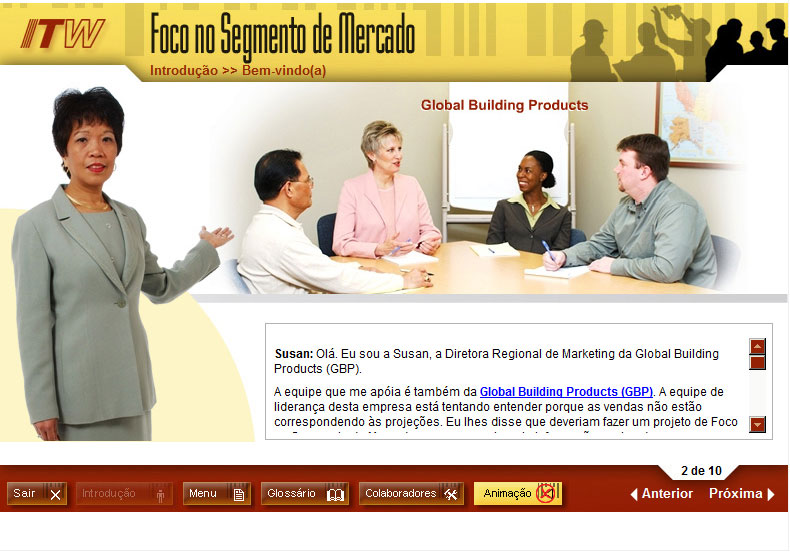 ITW
Foco no Segmento de Mercado
Introdução >> Bem-vindo(a)
Global Building Products
Susan: Olá. Eu sou a Susan, a Diretora Regional de Marketing da Global Building
Products (GBP).
A equipe que me apóia é também da Global Building Products (GBP). A equipe de
liderança desta empresa está tentando entender porque as vendas não estão
correspondendo às projeções. Eu lhes disse que deveriam fazer um projeto de Foco
2 de 10
Sair
Introdução
Menu
Glossário
Colaboradores
Animação
Anterior
Próxima